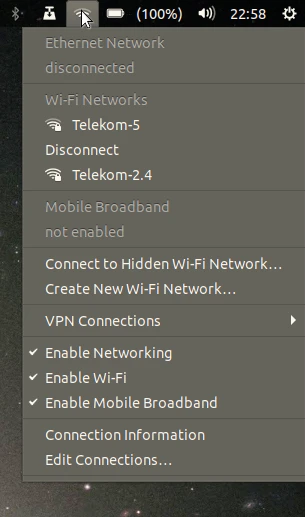 (100%) 22:58
Ethernet Network
disconnected
Wi-Fi Networks
Telekom-5
Disconnect
Telekom-2.4
Mobile Broadband
not enabled
Connect to Hidden Wi-Fi Network...
Create New Wi-Fi Network...
VPN Connections
Enable Networking
Enable Wi-Fi
Enable Mobile Broadband
Connection Information
Edit Connections...